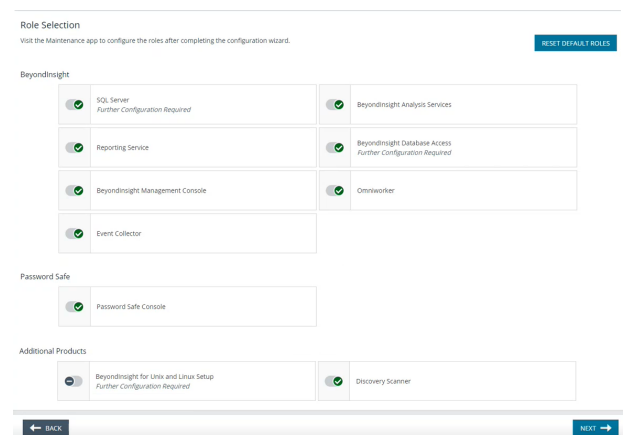 Role Selection
Visit the Maintenance app to configure the roles after completing the configuration wizard.
RESET DEFAULT ROLES
BeyondInsight
SQL Server
Further Configuration Required
BeyondInsight Analysis Services
Reporting Service
BeyondInsight Database Access
Further Configuration Required
BeyondInsight Management Console
Omniworker
Event Collector
Password Safe
Password Safe Console
Additional Products
BeyondInsight for Unix and Linux Setup
Further Configuration Required
Discovery Scanner
BACK
NEXT